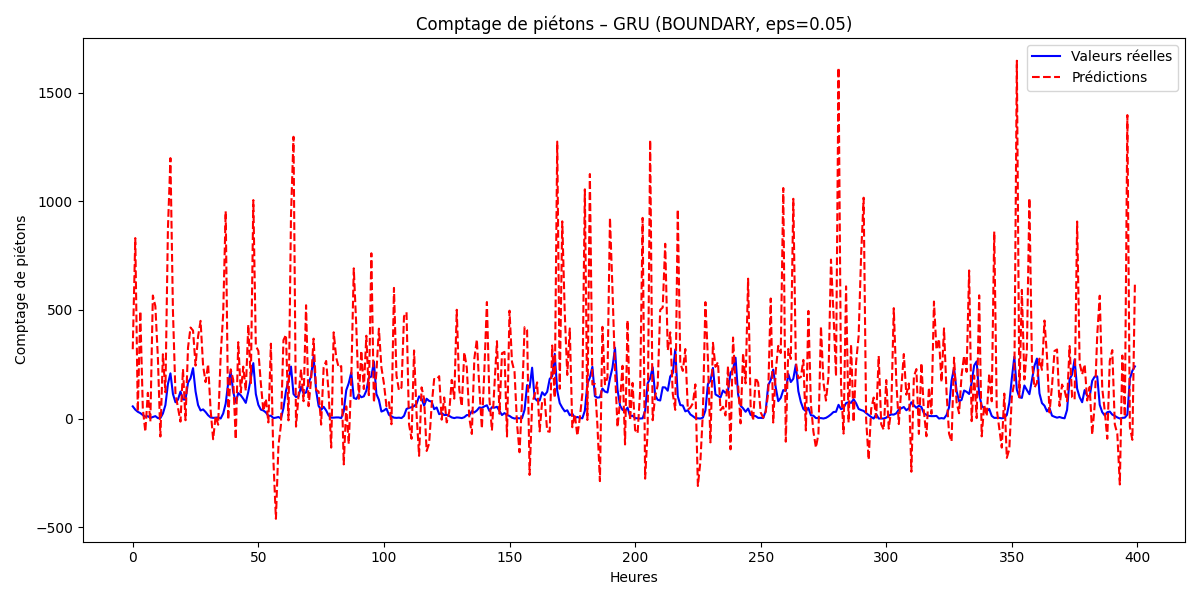 Comptage de piétons – GRU (BOUNDARY, eps=0.05)
Valeurs réelles
Prédictions
Comptage de piétons
1500
1000
500
0
−500
0 50 100 150 200 250 300 350 400
Heures